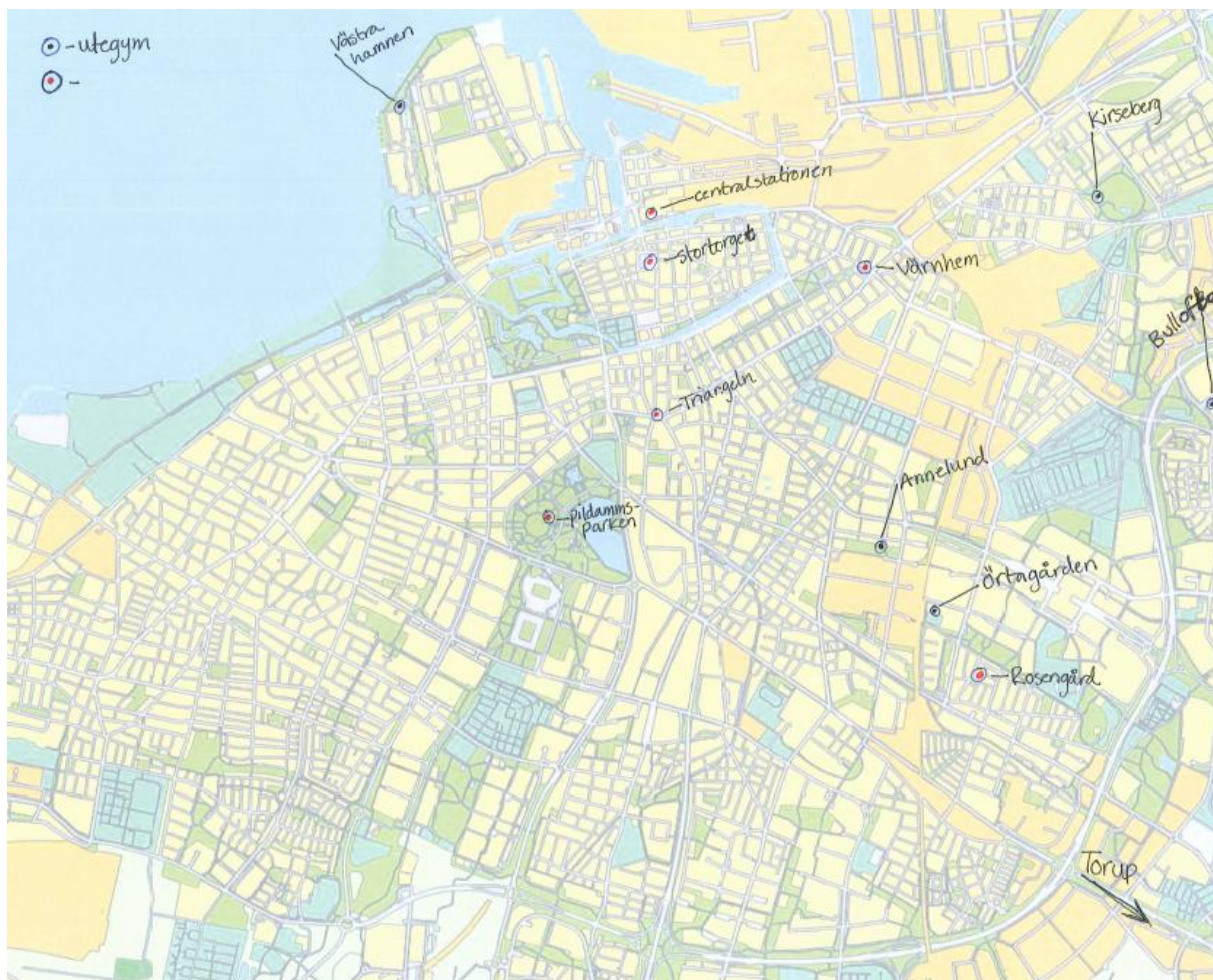 - utegym
-
Västra
hamnen
Kirseberg
centralstationen
stortorget
Värnhem
Triangeln
Annelund
pildamms-
parken
Örtagården
Rosengård
Torup